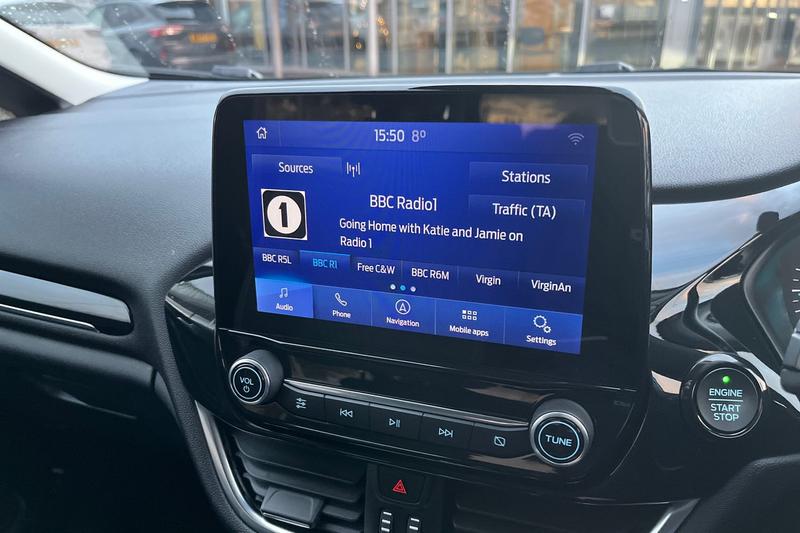 15:50 8°
Sources
Stations
1
BBC Radio1
Traffic (TA)
Going Home with Katie and Jamie on
Radio 1
BBC R5L BBC R1 Free C&W BBC R6M Virgin VirginAn
Audio Phone Navigation Mobile apps Settings
VOL
TUNE
ENGINE
START
STOP